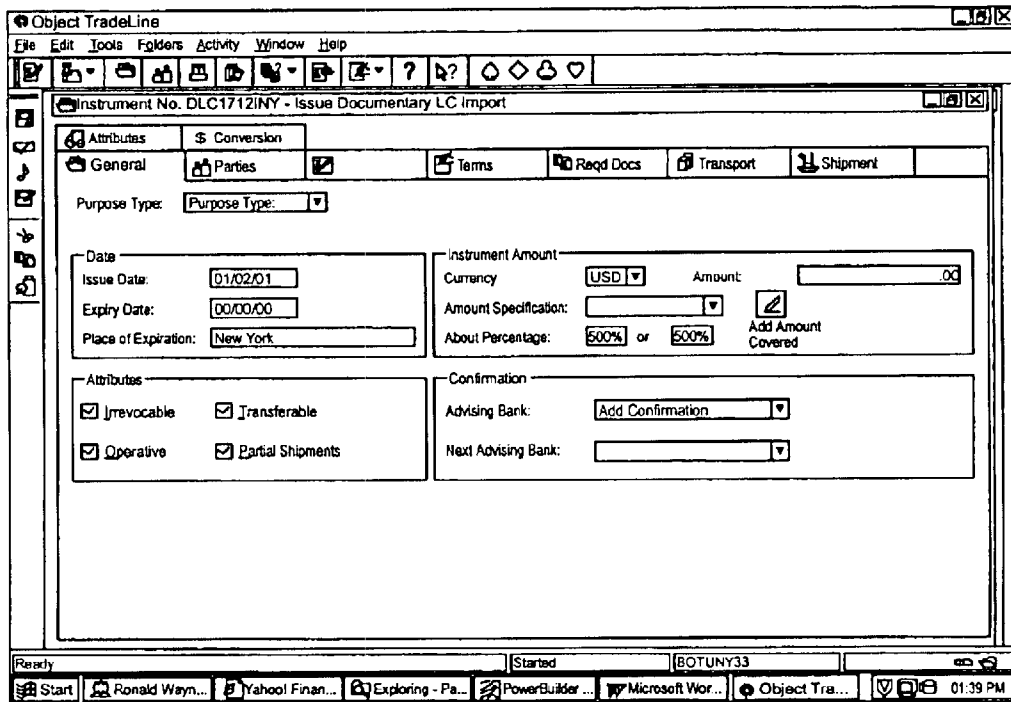 Object TradeLine
File Edit Tools Folders Activity Window Help
? ?
Instrument No. DLC1712INY - Issue Documentary LC Import
Attributes $ Conversion
General Parties Terms Reqd Docs Transport Shipment
Purpose Type: Purpose Type:
Date
Issue Date: 01/02/01
Expiry Date: 00/00/00
Place of Expiration: New York
Instrument Amount
Currency USD Amount: .00
Amount Specification:
About Percentage: 500% or 500%
Add Amount
Covered
Attributes
Irrevocable Transferable
Operative Partial Shipments
Confirmation
Advising Bank: Add Confirmation
Next Advising Bank:
Ready Started BOTUNY33
Start Ronald Wayn... Yahoo! Finan... Exploring - Pa... PowerBuilder ... Microsoft Wor... Object Tra... 01:39 PM